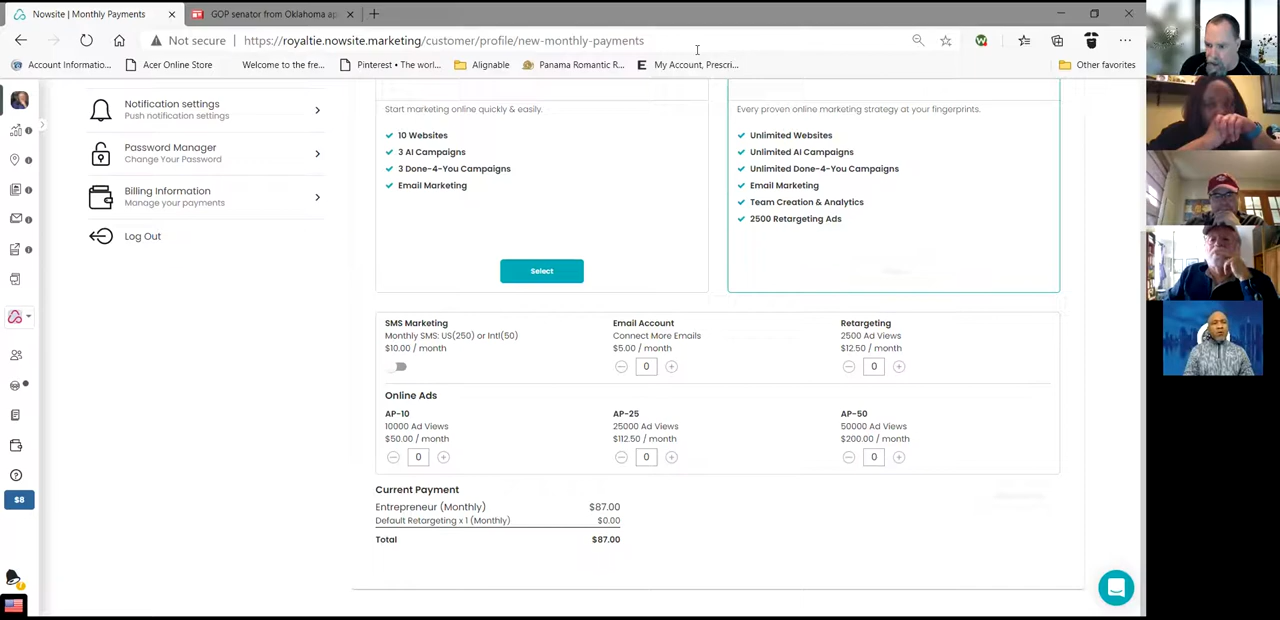 Nowsite | Monthly Payments
GOP senator from Oklahoma ap
Not secure
https://royaltie.nowsite.marketing/customer/profile/new-monthly-payments
Account Informatio...
Acer Online Store
Welcome to the fre...
Pinterest • The worl...
Alignable
Panama Romantic R...
My Account, Prescri...
Other favorites
Notification settings
Push notification settings
Password Manager
Change Your Password
Billing Information
Manage your payments
Log Out
$8
Start marketing online quickly & easily.
10 Websites
3 AI Campaigns
3 Done-4-You Campaigns
Email Marketing
Select
Every proven online marketing strategy at your fingerprints.
Unlimited Websites
Unlimited AI Campaigns
Unlimited Done-4-You Campaigns
Email Marketing
Team Creation & Analytics
2500 Retargeting Ads
SMS Marketing
Monthly SMS: US(250) or Intl(50)
$10.00 / month
Email Account
Connect More Emails
$5.00 / month
0
Retargeting
2500 Ad Views
$12.50 / month
0
Online Ads
AP-10
10000 Ad Views
$50.00 / month
0
AP-25
25000 Ad Views
$112.50 / month
0
AP-50
50000 Ad Views
$200.00 / month
0
Current Payment
Entrepreneur (Monthly) $87.00
Default Retargeting x 1 (Monthly) $0.00
Total $87.00